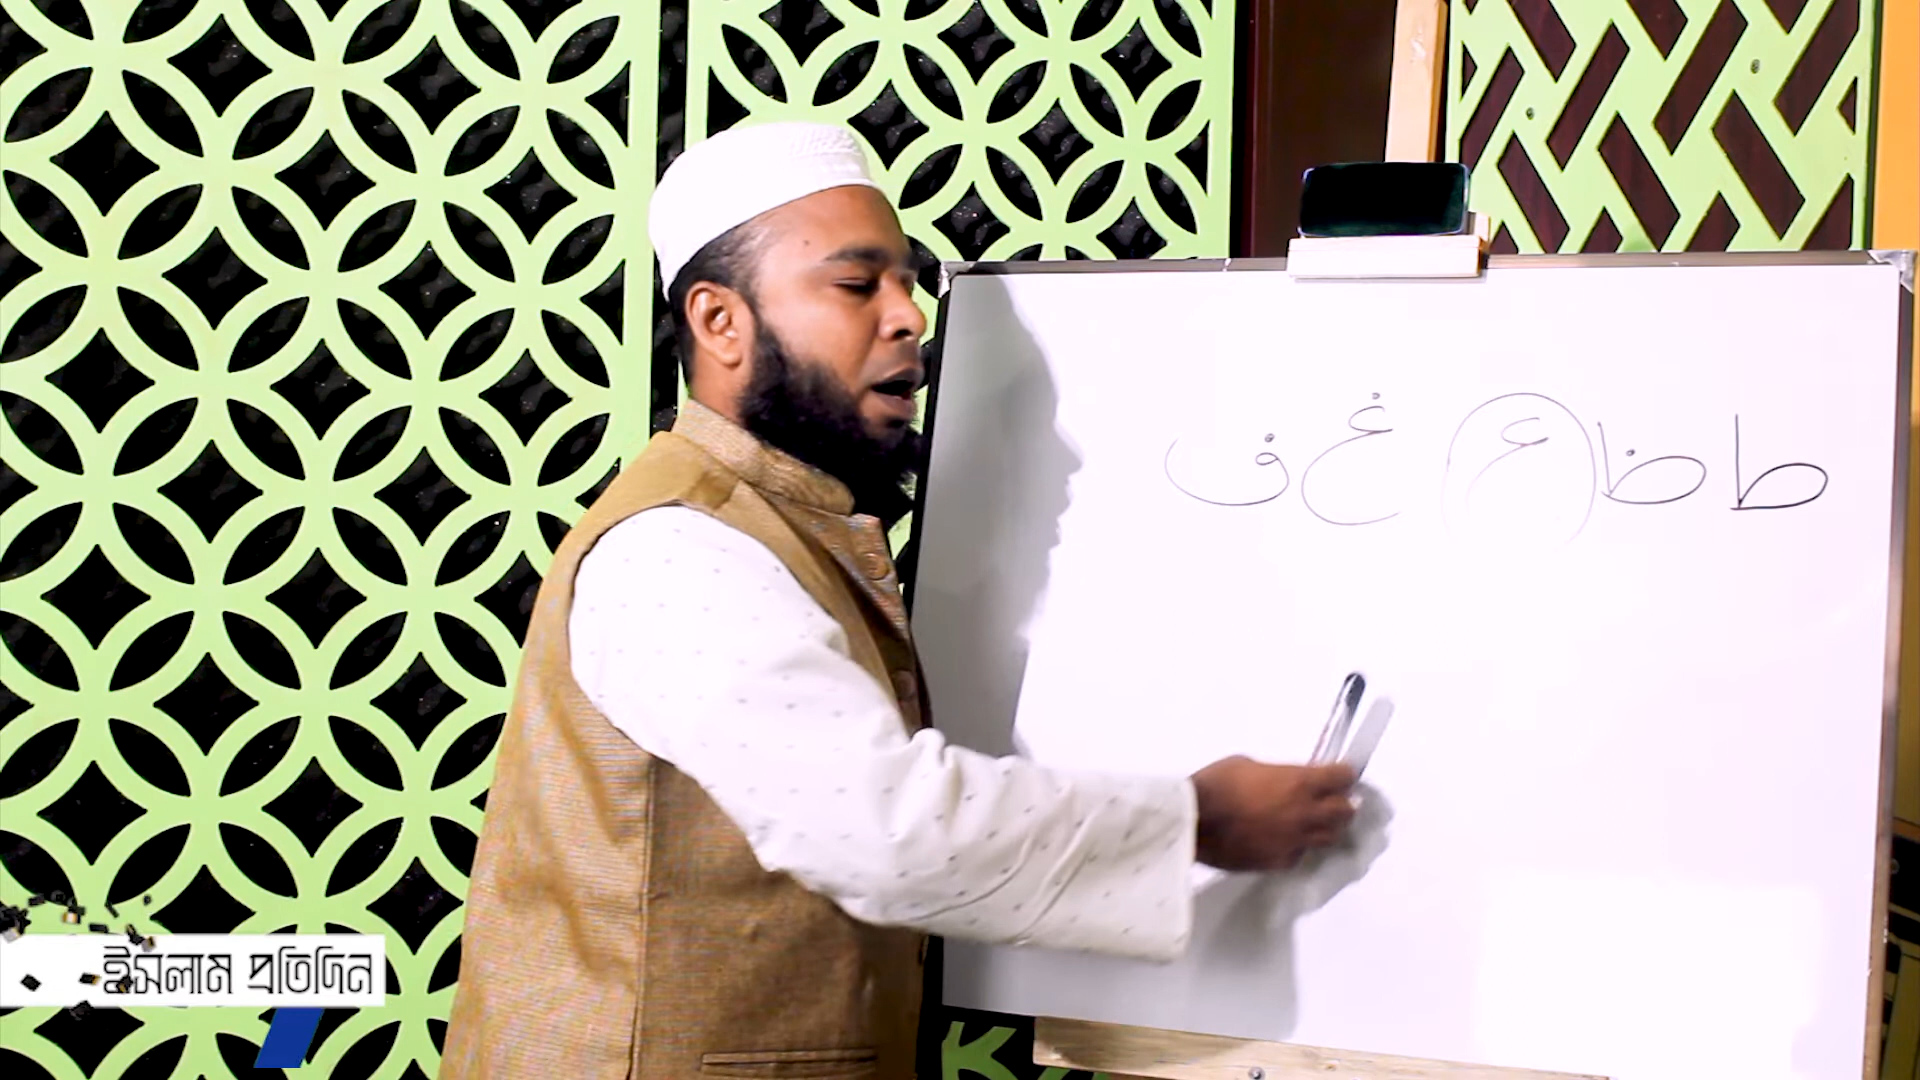 ط ظ ع غ ف
ইসলাম প্রতিদিন